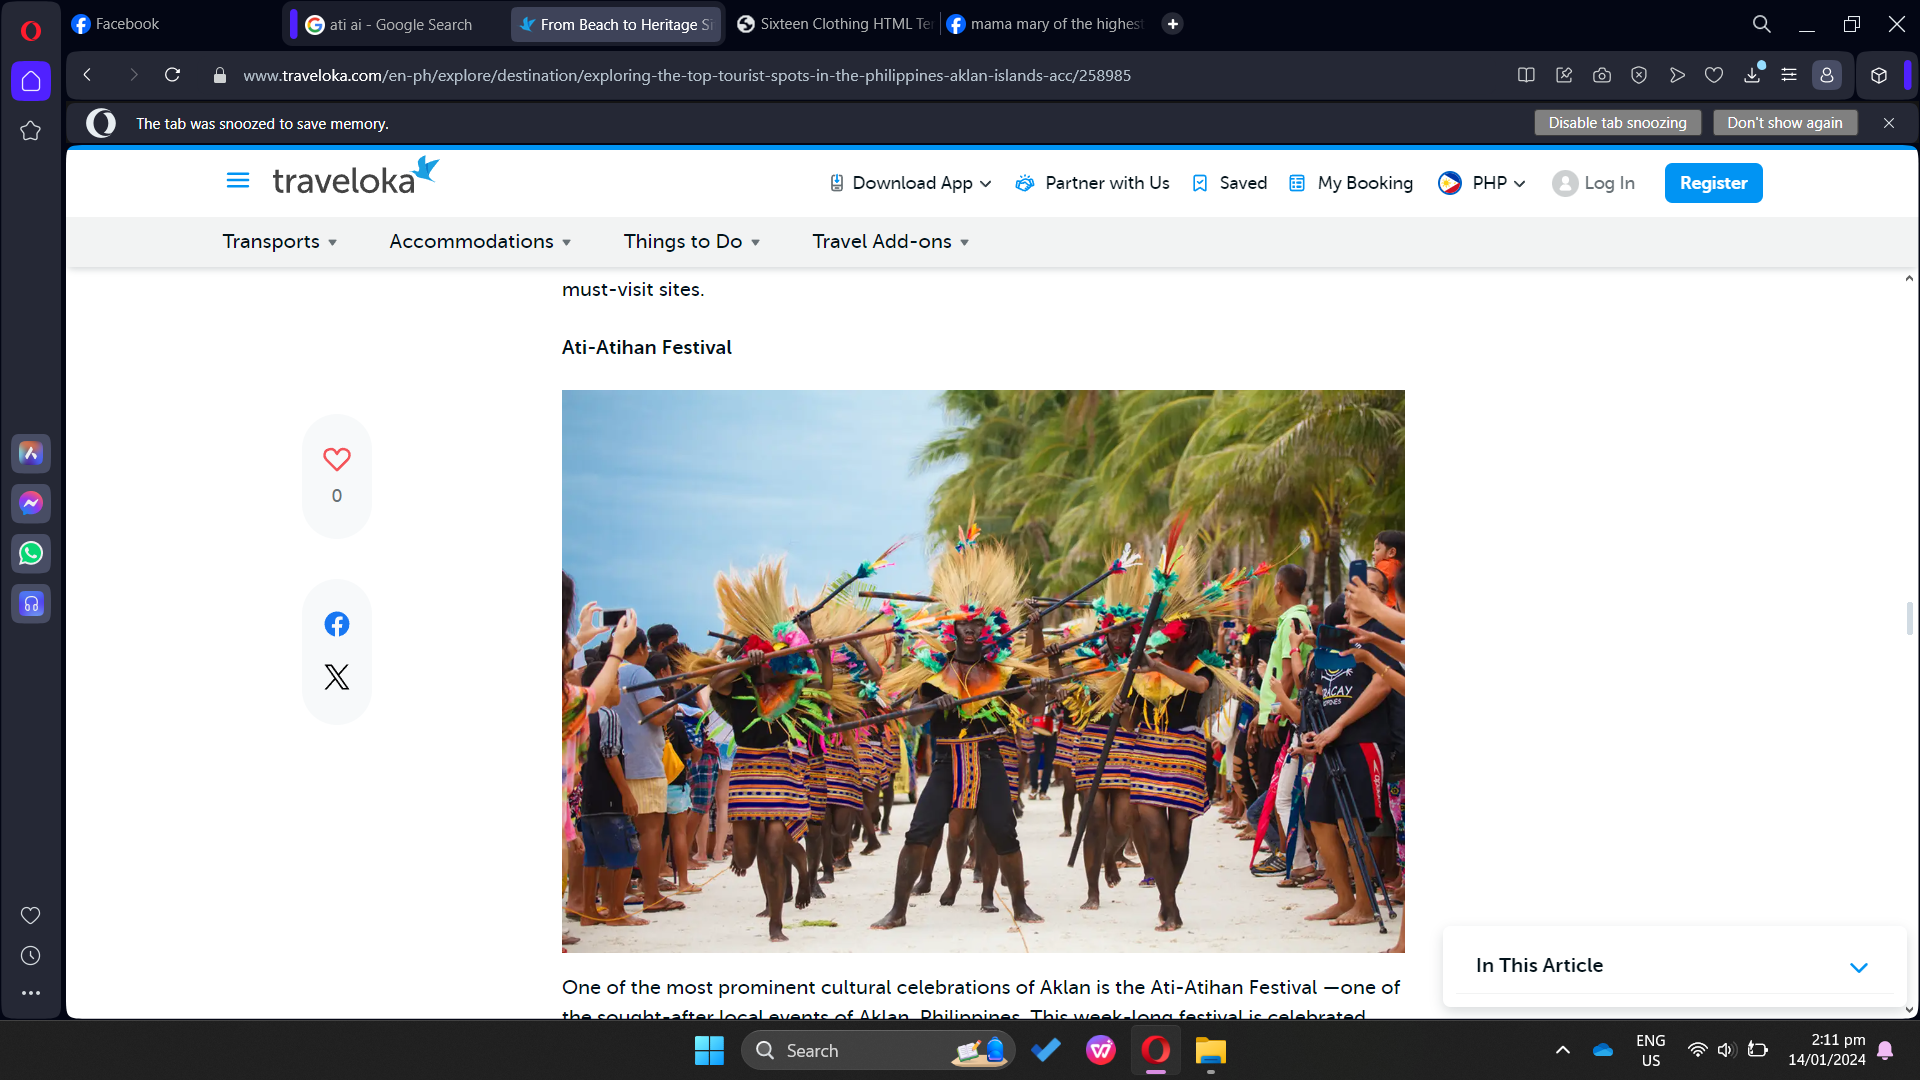 Facebook
ati ai - Google Search
From Beach to Heritage Si
Sixteen Clothing HTML Ter
mama mary of the highest
www.traveloka.com/en-ph/explore/destination/exploring-the-top-tourist-spots-in-the-philippines-aklan-islands-acc/258985
The tab was snoozed to save memory.
Disable tab snoozing
Don't show again
traveloka
Download App
Partner with Us
Saved
My Booking
PHP
Log In
Register
Transports
Accommodations
Things to Do
Travel Add-ons
must-visit sites.
Ati-Atihan Festival
0
One of the most prominent cultural celebrations of Aklan is the Ati-Atihan Festival —one of
the sought-after local events of Aklan, Philippines. This week-long festival is celebrated
In This Article
Search
ENG
US
2:11 pm
14/01/2024